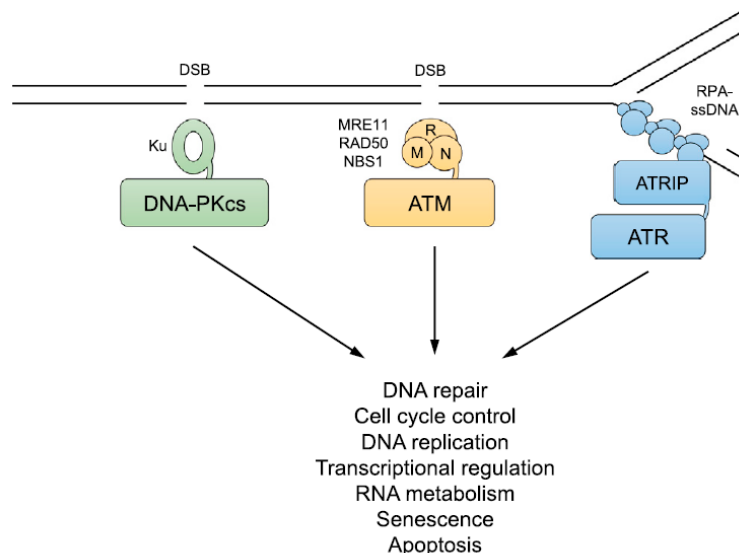 DSB
DSB
RPA-
ssDNA
Ku
MRE11
RAD50
NBS1
R
M
N
DNA-PKcs
ATM
ATRIP
ATR
DNA repair
Cell cycle control
DNA replication
Transcriptional regulation
RNA metabolism
Senescence
Apoptosis